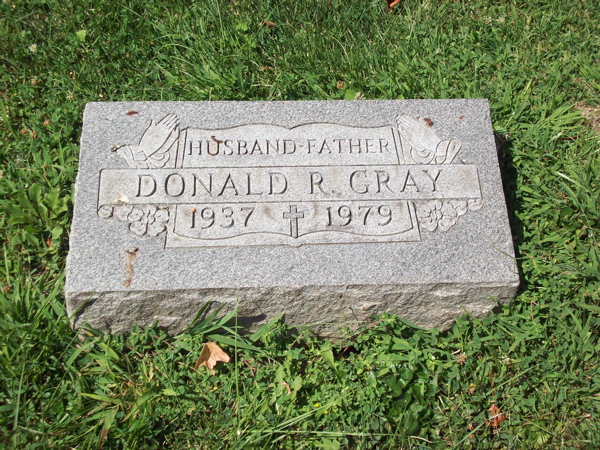 HUSBAND-FATHER
DONALD R. GRAY
1937 1979